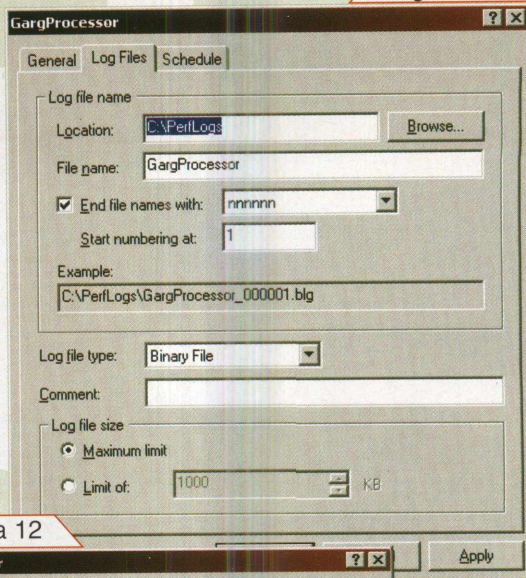 GargProcessor
General Log Files Schedule
Log file name
Location: C:\PerfLogs Browse...
File name: GargProcessor
End file names with: nnnnnn
Start numbering at: 1
Example:
C:\PerfLogs\GargProcessor_000001.blg
Log file type: Binary File
Comment:
Log file size
Maximum limit
Limit of: 1000 KB
a 12
Apply